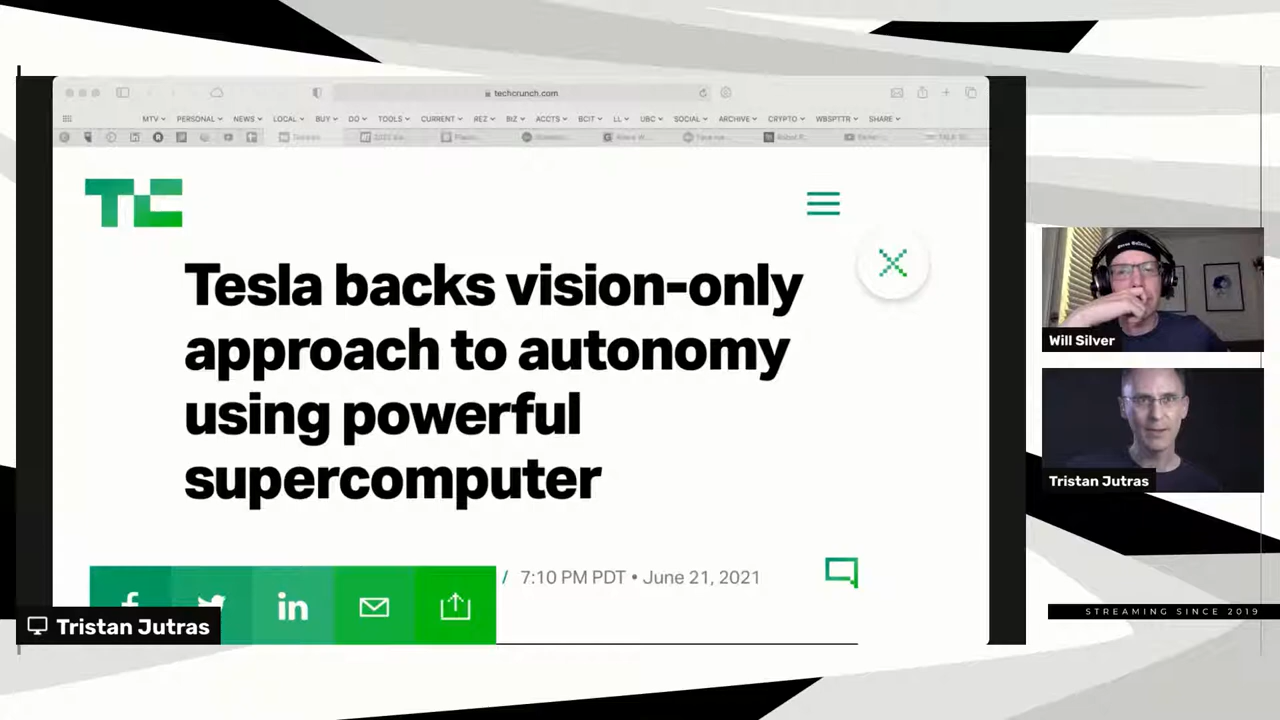 techcrunch.com
MTV PERSONAL NEWS LOCAL BUY DO TOOLS CURRENT REZ BIZ ACCTS BCIT LL UBC SOCIAL ARCHIVE CRYPTO WBSPTTR SHARE
TC
Tesla backs vision-only
approach to autonomy
using powerful
supercomputer
/ 7:10 PM PDT • June 21, 2021
f in
Tristan Jutras
Will Silver
Tristan Jutras
STREAMING SINCE 2019